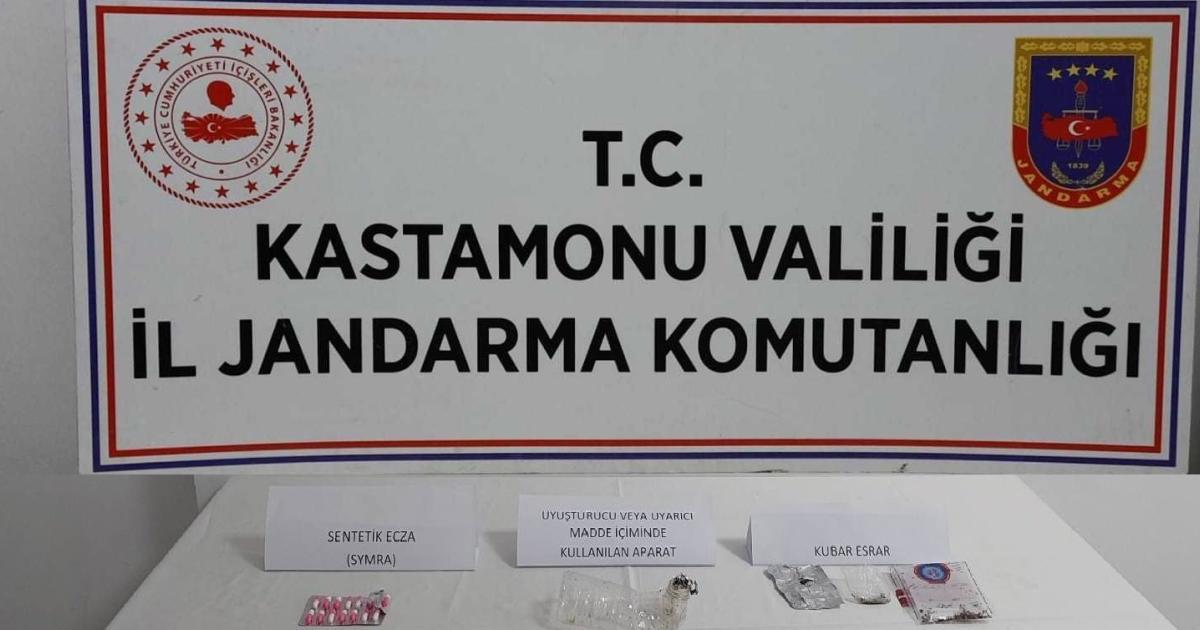 TÜRKİYE CUMHURİYETİ İÇİŞLERİ BAKANLIĞI
1839
JANDARMA
T.C.
KASTAMONU VALİLİĞİ
İL JANDARMA KOMUTANLIĞI
SENTETİK ECZA
(SYMRA)
UYUŞTURUCU VEYA UYARICI
MADDE İÇİMİNDE
KULLANILAN APARAT
KUBAR ESRAR